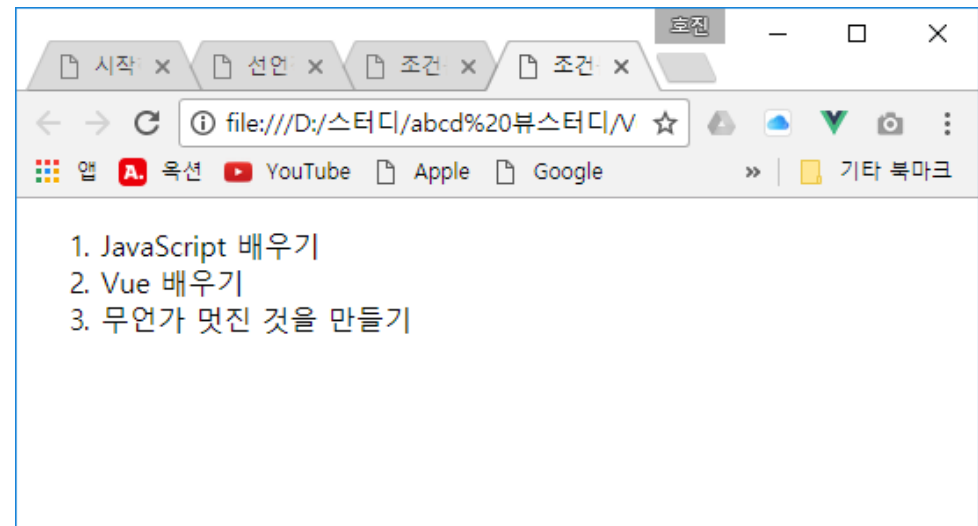 호진
시작 선언 조건 조건
file:///D:/스터디/abcd%20뷰스터디/V
앱 A. 옥션 YouTube Apple Google » 기타 북마크
1. JavaScript 배우기
2. Vue 배우기
3. 무언가 멋진 것을 만들기